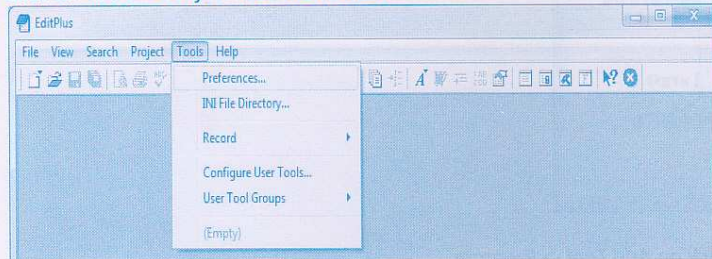 EditPlus
File View Search Project Tools Help
Preferences...
INI File Directory...
Record
Configure User Tools...
User Tool Groups
(Empty)